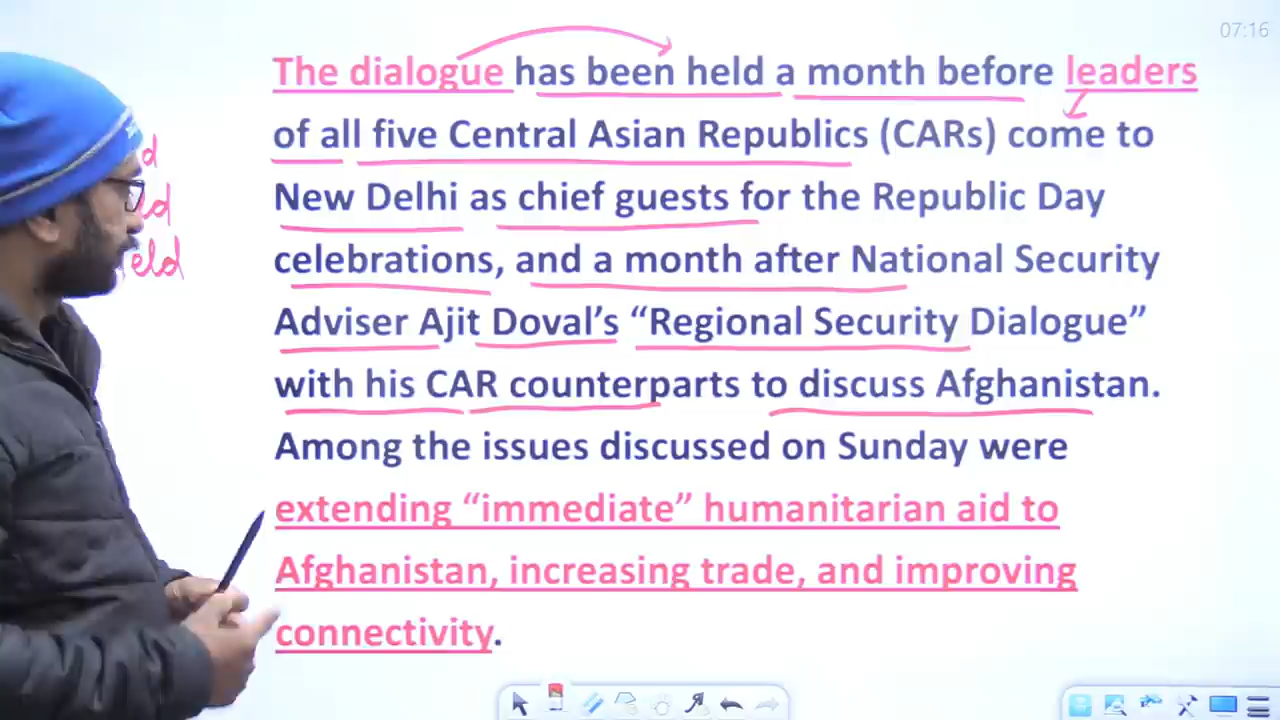 07:16
The dialogue has been held a month before leaders
of all five Central Asian Republics (CARs) come to
New Delhi as chief guests for the Republic Day
celebrations, and a month after National Security
Adviser Ajit Doval’s “Regional Security Dialogue”
with his CAR counterparts to discuss Afghanistan.
Among the issues discussed on Sunday were
extending “immediate” humanitarian aid to
Afghanistan, increasing trade, and improving
connectivity.